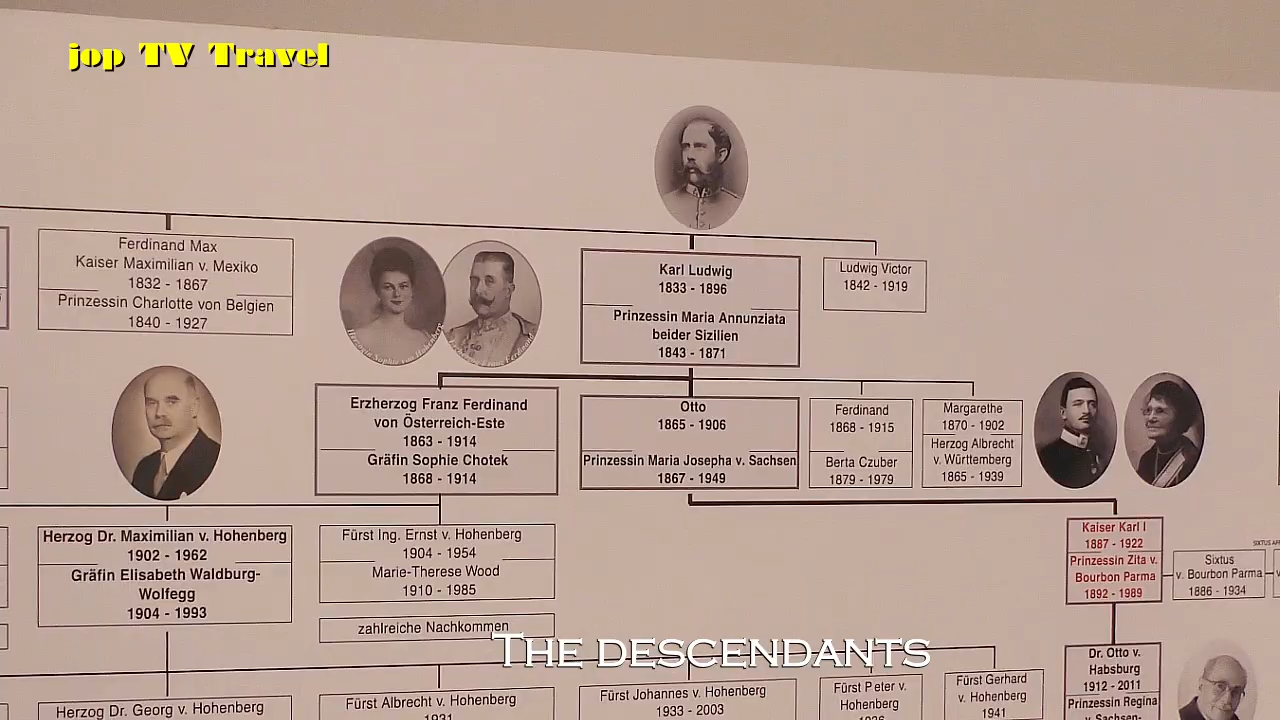 jop TV Travel
Ferdinand Max
Kaiser Maximilian v. Mexiko
1832 - 1867
Prinzessin Charlotte von Belgien
1840 - 1927
Karl Ludwig
1833 - 1896
Prinzessin Maria Annunziata
beider Sizilien
1843 - 1871
Ludwig Victor
1842 - 1919
Erzherzog Franz Ferdinand
von Österreich-Este
1863 - 1914
Gräfin Sophie Chotek
1868 - 1914
Otto
1865 - 1906
Prinzessin Maria Josepha v. Sachsen
1867 - 1949
Ferdinand
1868 - 1915
Berta Czuber
1879 - 1979
Margarethe
1870 - 1902
Herzog Albrecht
v. Württemberg
1865 - 1939
Herzog Dr. Maximilian v. Hohenberg
1902 - 1962
Gräfin Elisabeth Waldburg-
Wolfegg
1904 - 1993
Fürst Ing. Ernst v. Hohenberg
1904 - 1954
Marie-Therese Wood
1910 - 1985
zahlreiche Nachkommen
Kaiser Karl I
1887 - 1922
Prinzessin Zita v.
Bourbon Parma
1892 - 1989
Sixtus
v. Bourbon Parma
1886 - 1934
The descendants
Herzog Dr. Georg v. Hohenberg
Fürst Albrecht v. Hohenberg
1931
Fürst Johannes v. Hohenberg
1933 - 2003
Fürst Peter v.
Hohenberg
1936
Fürst Gerhard
v. Hohenberg
1941
Dr. Otto v.
Habsburg
1912 - 2011
Prinzessin Regina
v. Sachsen-